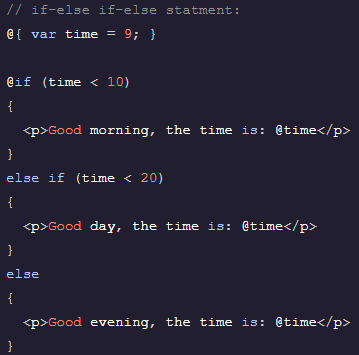 // if-else if-else statment:
@{ var time = 9; }
@if (time < 10)
{
<p>Good morning, the time is: @time</p>
}
else if (time < 20)
{
<p>Good day, the time is: @time</p>
}
else
{
<p>Good evening, the time is: @time</p>
}